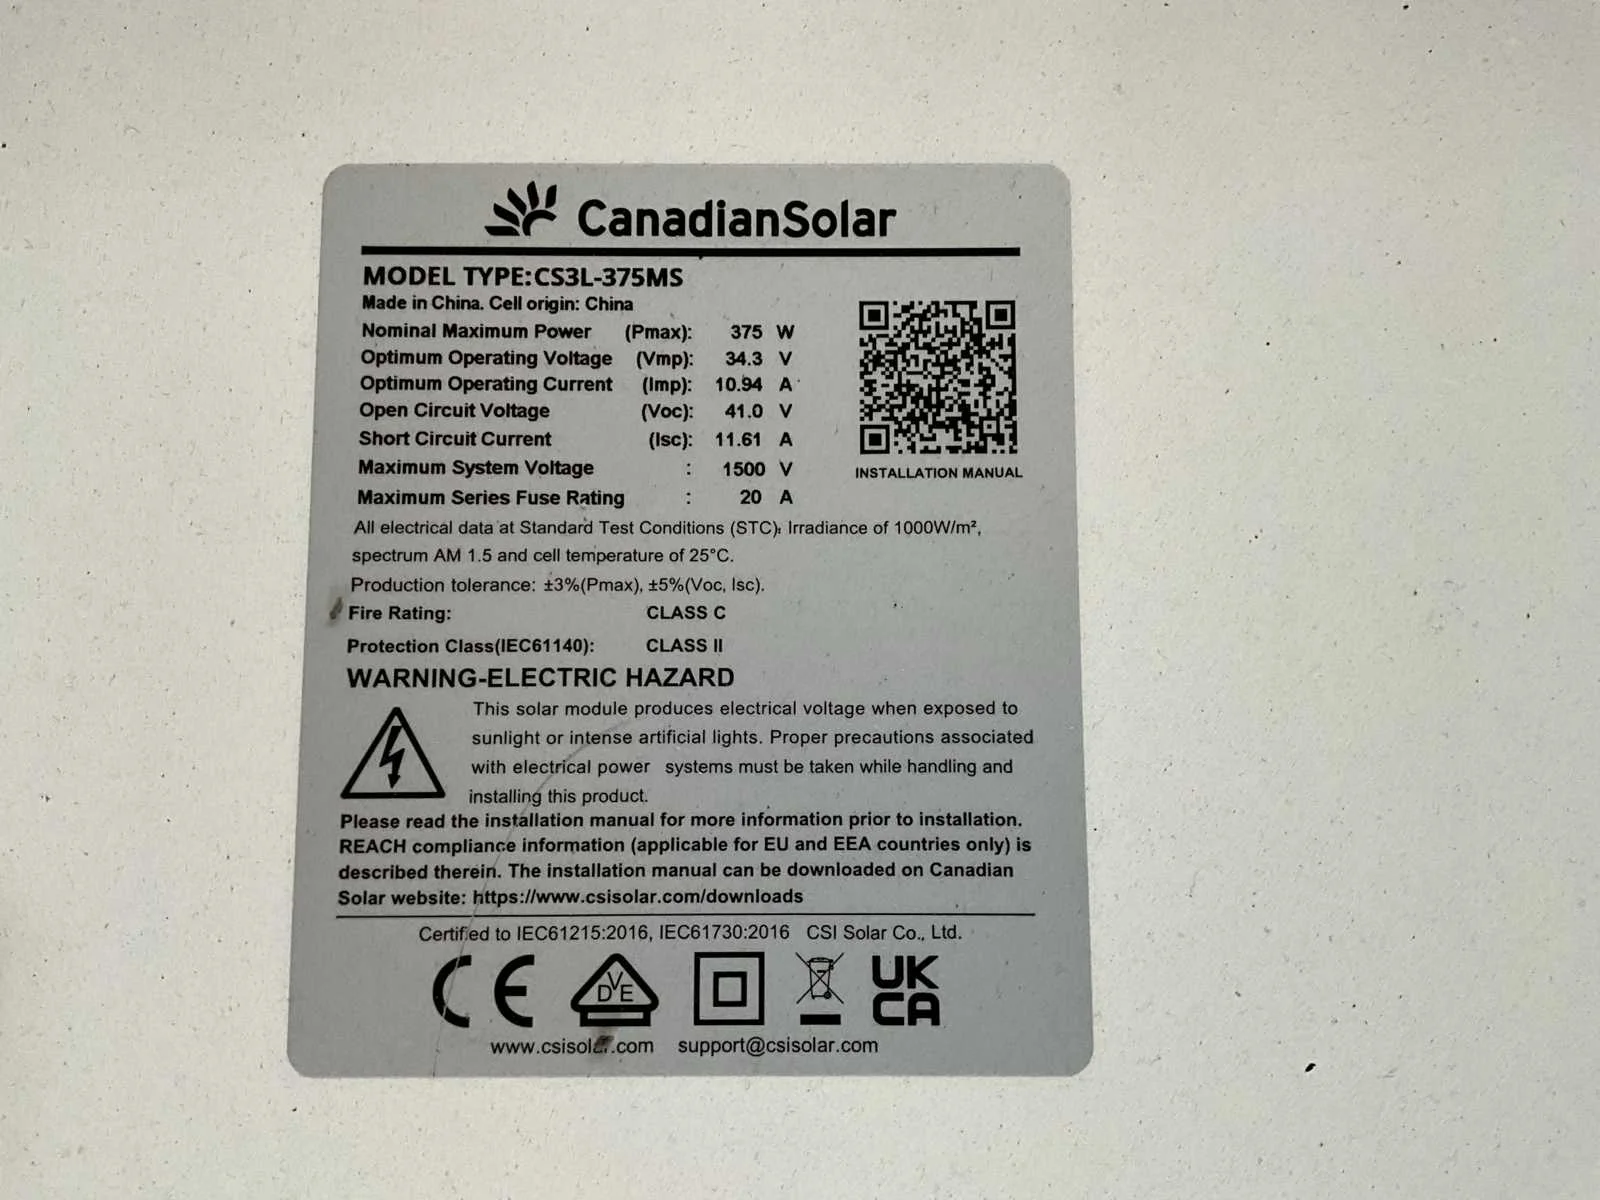 CanadianSolar
MODEL TYPE:CS3L-375MS
Made in China. Cell origin: China
Nominal Maximum Power (Pmax): 375 W
Optimum Operating Voltage (Vmp): 34.3 V
Optimum Operating Current (Imp): 10.94 A
Open Circuit Voltage (Voc): 41.0 V
Short Circuit Current (Isc): 11.61 A
Maximum System Voltage : 1500 V
Maximum Series Fuse Rating : 20 A
INSTALLATION MANUAL
All electrical data at Standard Test Conditions (STC): Irradiance of 1000W/m²,
spectrum AM 1.5 and cell temperature of 25°C.
Production tolerance: ±3%(Pmax), ±5%(Voc, Isc).
Fire Rating: CLASS C
Protection Class(IEC61140): CLASS II
WARNING-ELECTRIC HAZARD
This solar module produces electrical voltage when exposed to
sunlight or intense artificial lights. Proper precautions associated
with electrical power systems must be taken while handling and
installing this product.
Please read the installation manual for more information prior to installation.
REACH compliance information (applicable for EU and EEA countries only) is
described therein. The installation manual can be downloaded on Canadian
Solar website: https://www.csisolar.com/downloads
Certified to IEC61215:2016, IEC61730:2016 CSI Solar Co., Ltd.
CE DVE UK
CA
www.csisolar.com support@csisolar.com